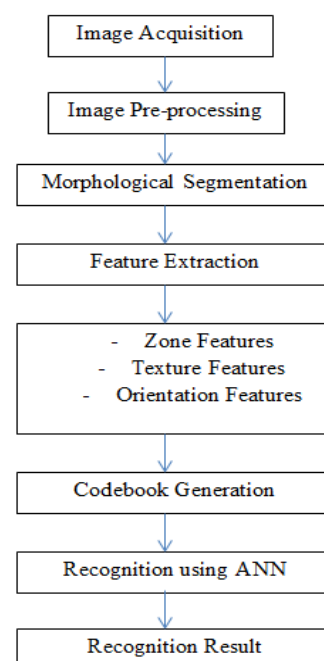 Image Acquisition
Image Pre-processing
Morphological Segmentation
Feature Extraction
- Zone Features
- Texture Features
- Orientation Features
Codebook Generation
Recognition using ANN
Recognition Result